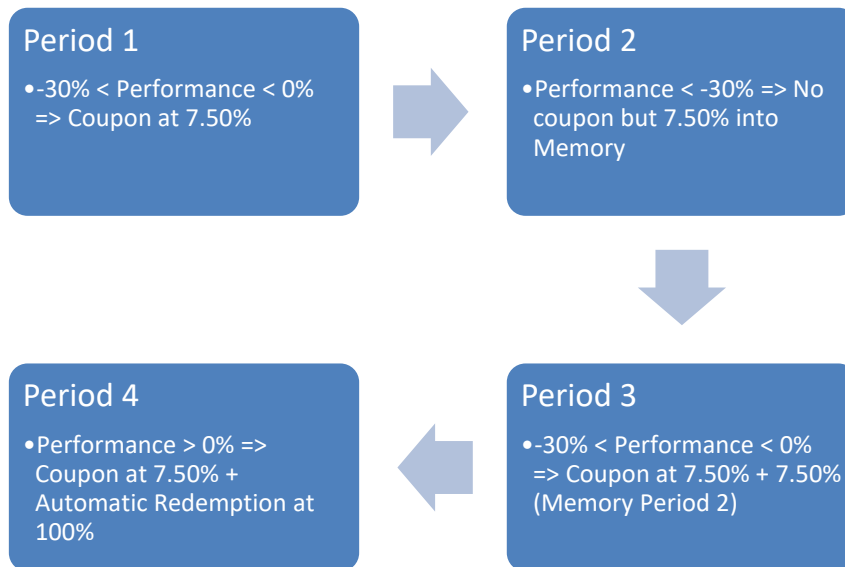 Period 1
•-30% < Performance < 0%
=> Coupon at 7.50%
Period 2
•Performance < -30% => No
coupon but 7.50% into
Memory
Period 3
•-30% < Performance < 0%
=> Coupon at 7.50% + 7.50%
(Memory Period 2)
Period 4
•Performance > 0% =>
Coupon at 7.50% +
Automatic Redemption at
100%